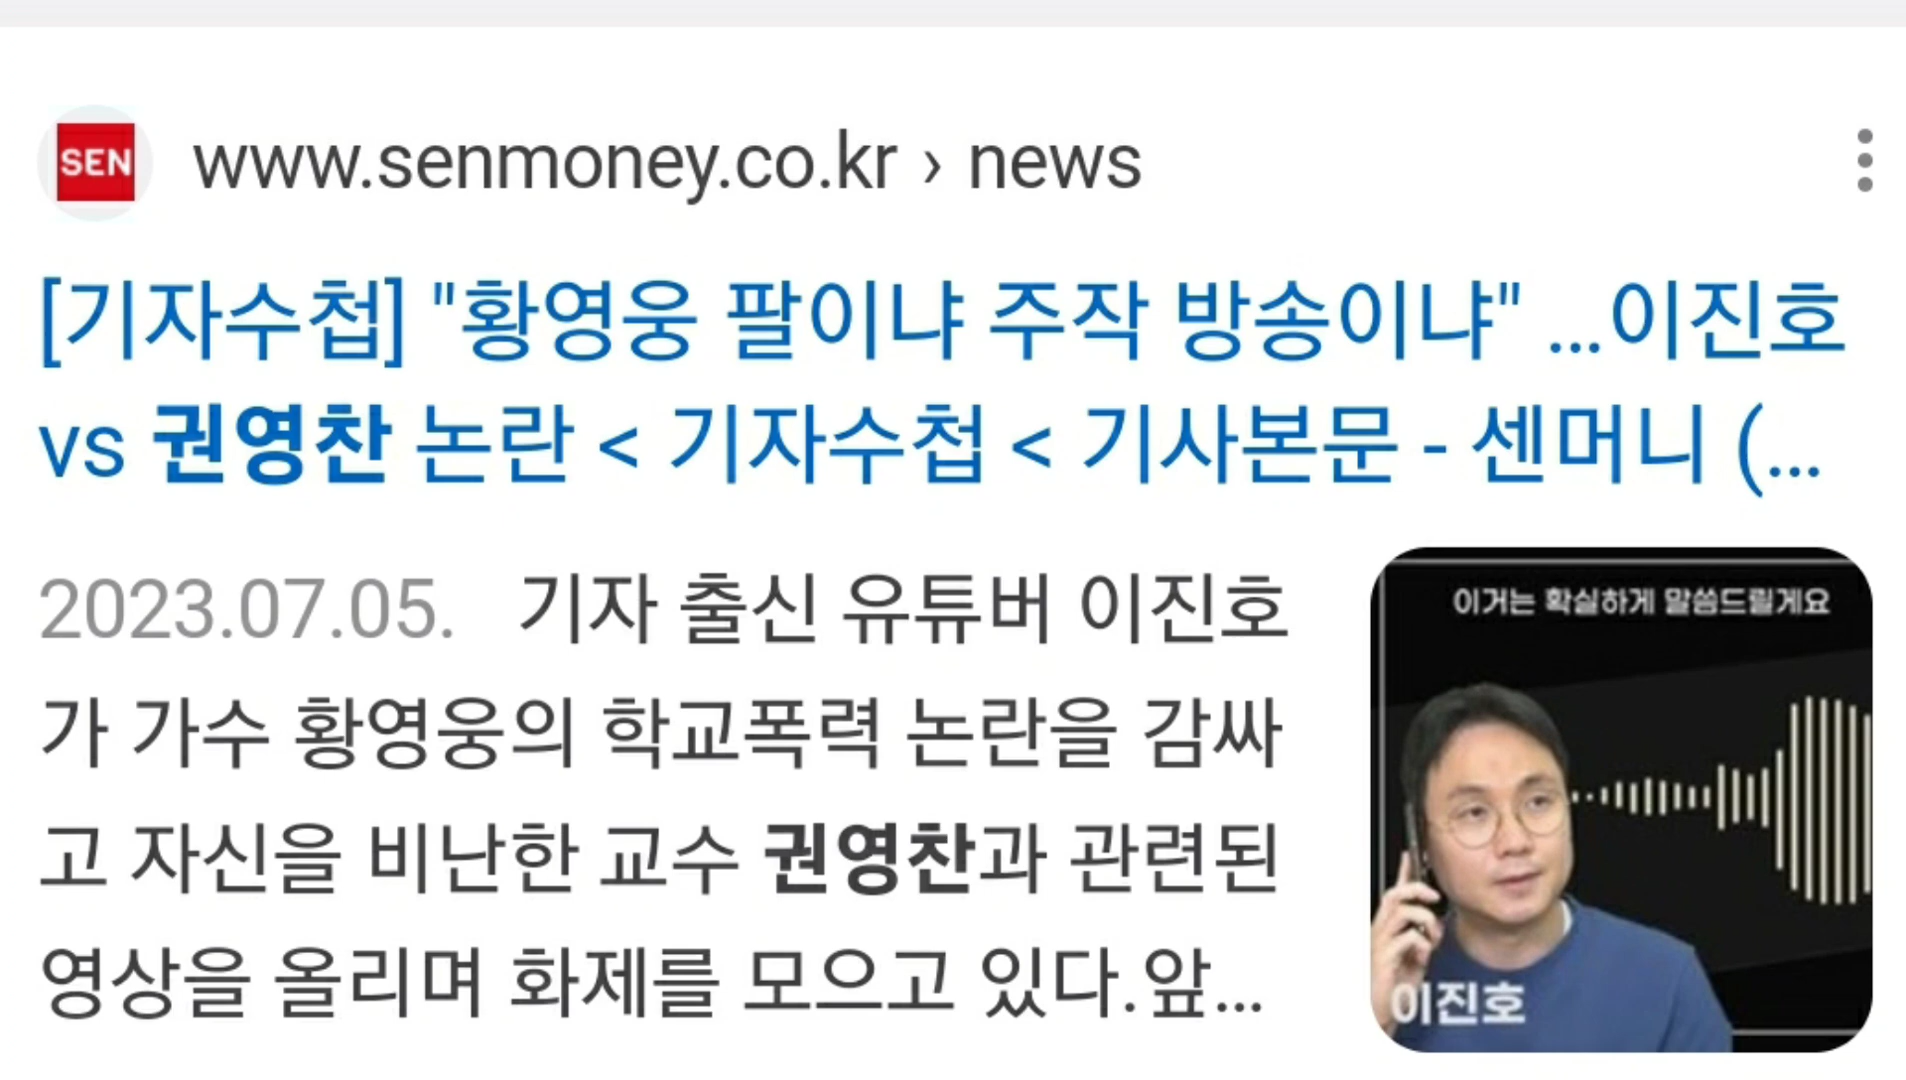 SEN
www.senmoney.co.kr › news
[기자수첩] "황영웅 팔이냐 주작 방송이냐" ...이진호
vs 권영찬 논란 < 기자수첩 < 기사본문 - 센머니 (...
2023.07.05. 기자 출신 유튜버 이진호
가 가수 황영웅의 학교폭력 논란을 감싸
고 자신을 비난한 교수 권영찬과 관련된
영상을 올리며 화제를 모으고 있다.앞...
이거는 확실하게 말씀드릴게요
이진호